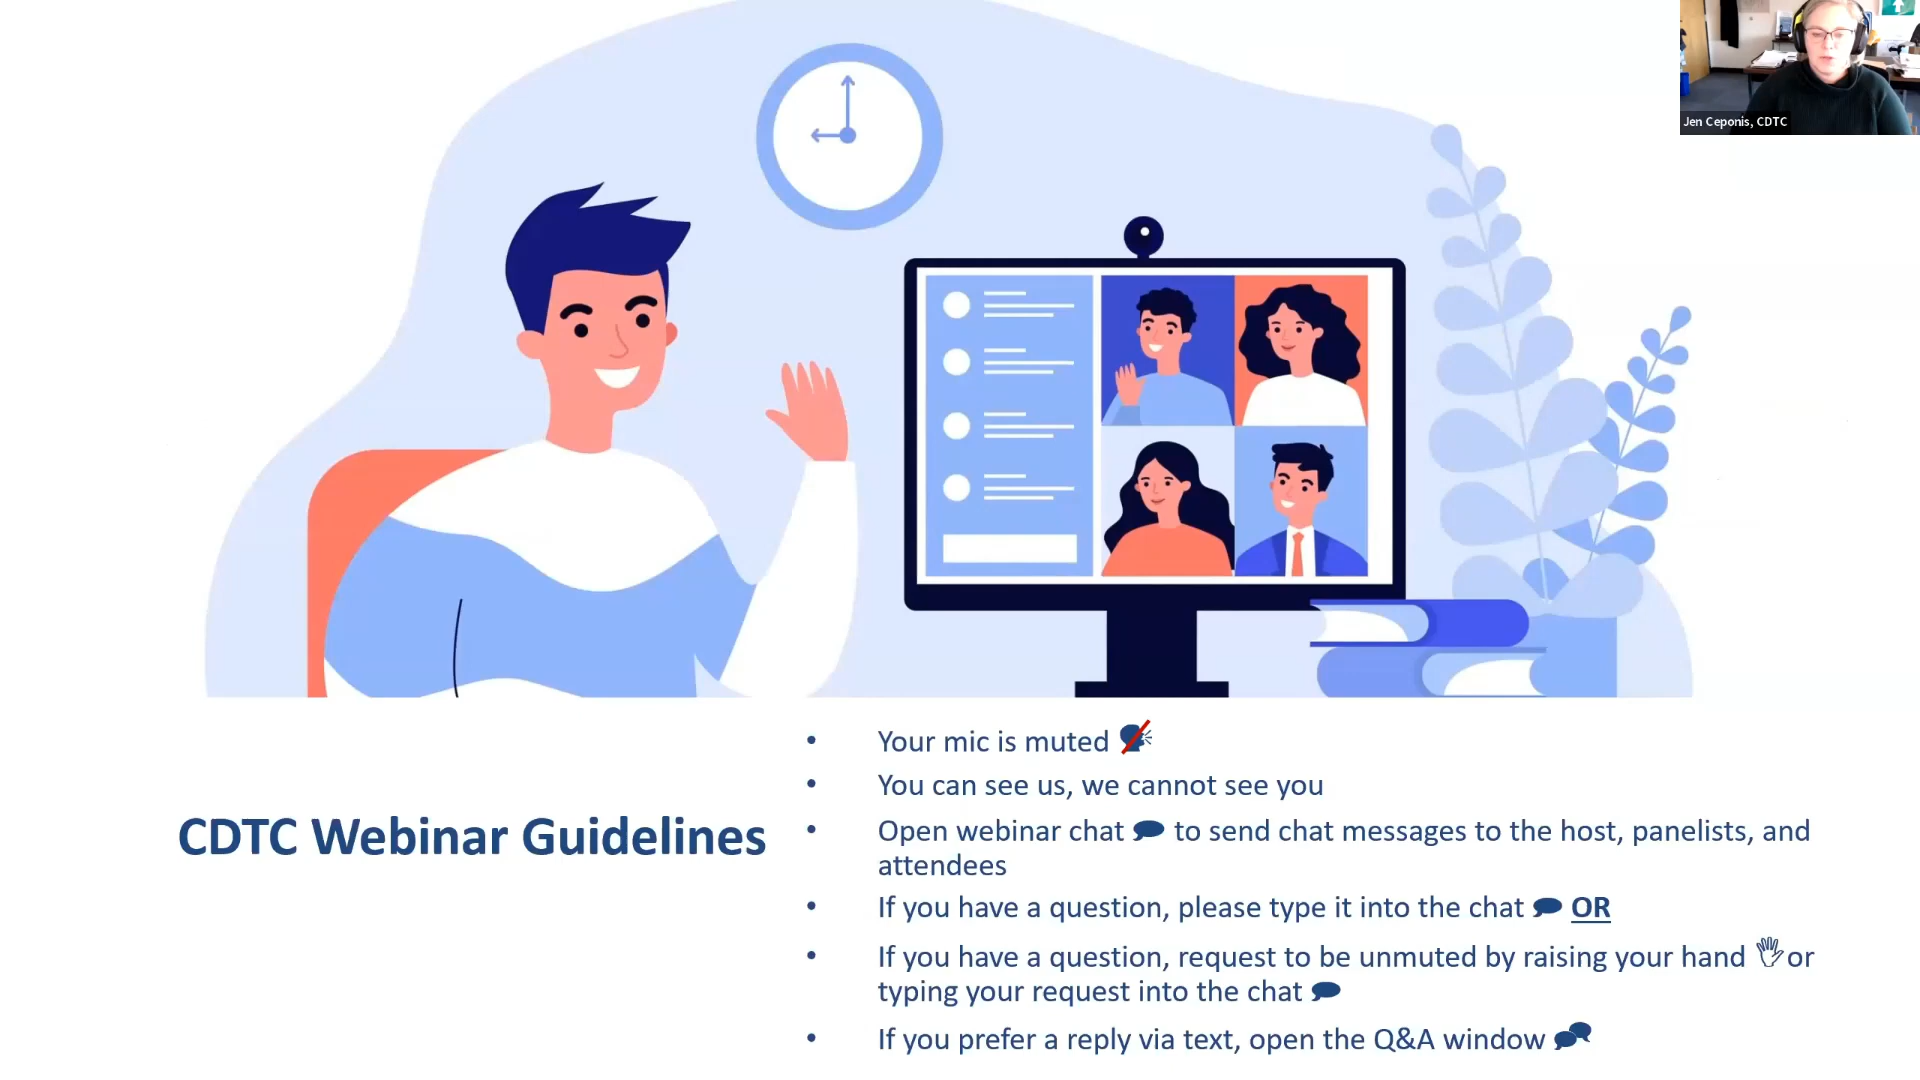 Jen Ceponis, CDTC
CDTC Webinar Guidelines
• Your mic is muted
• You can see us, we cannot see you
• Open webinar chat to send chat messages to the host, panelists, and
attendees
• If you have a question, please type it into the chat OR
• If you have a question, request to be unmuted by raising your hand or
typing your request into the chat
• If you prefer a reply via text, open the Q&A window